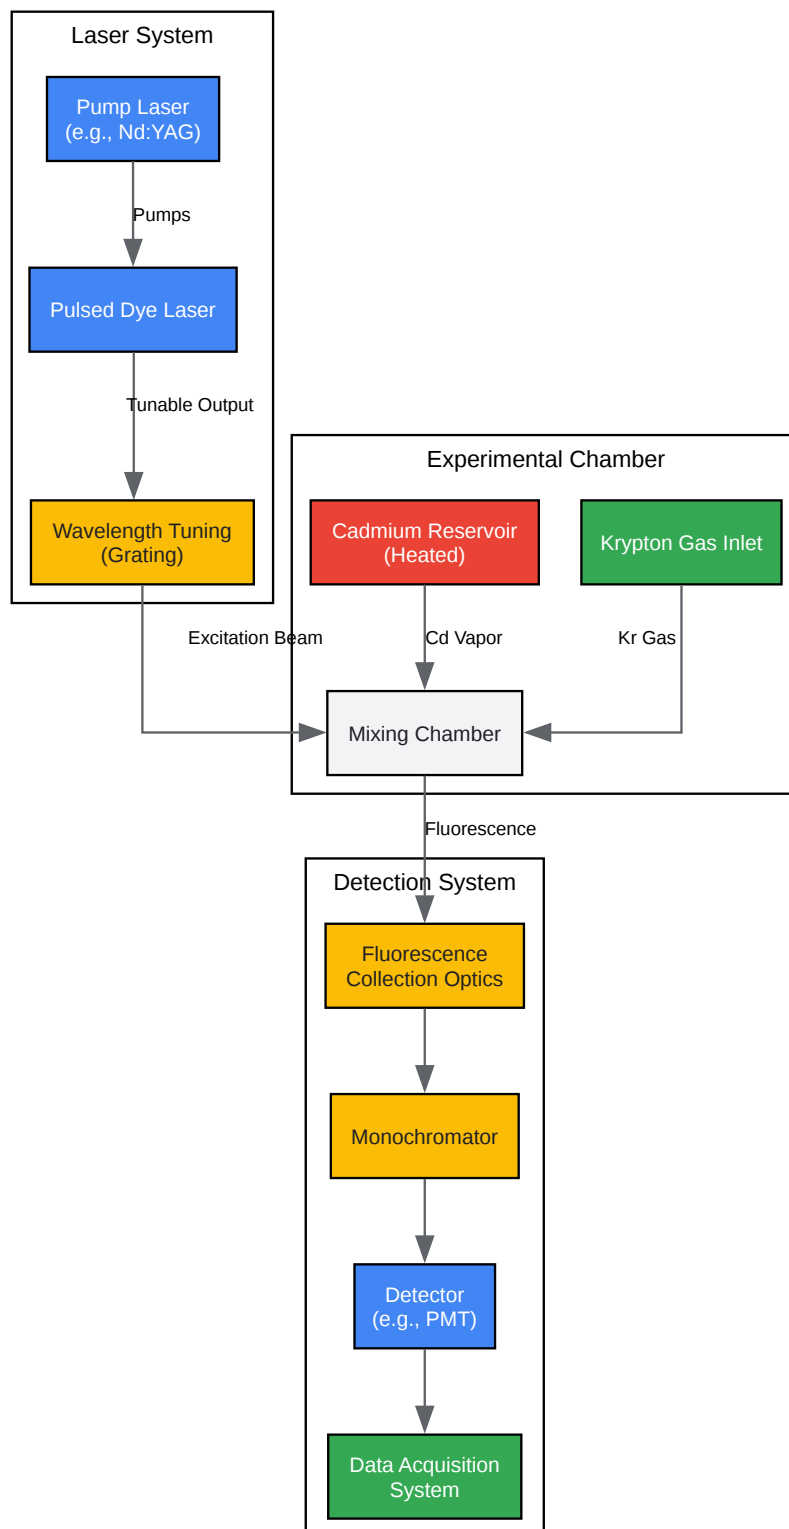 Laser System
Pump Laser
(e.g., Nd:YAG)
Pumps
Pulsed Dye Laser
Tunable Output
Wavelength Tuning
(Grating)
Experimental Chamber
Cadmium Reservoir
(Heated)
Krypton Gas Inlet
Excitation Beam
Cd Vapor
Kr Gas
Mixing Chamber
Fluorescence
Detection System
Fluorescence
Collection Optics
Monochromator
Detector
(e.g., PMT)
Data Acquisition
System